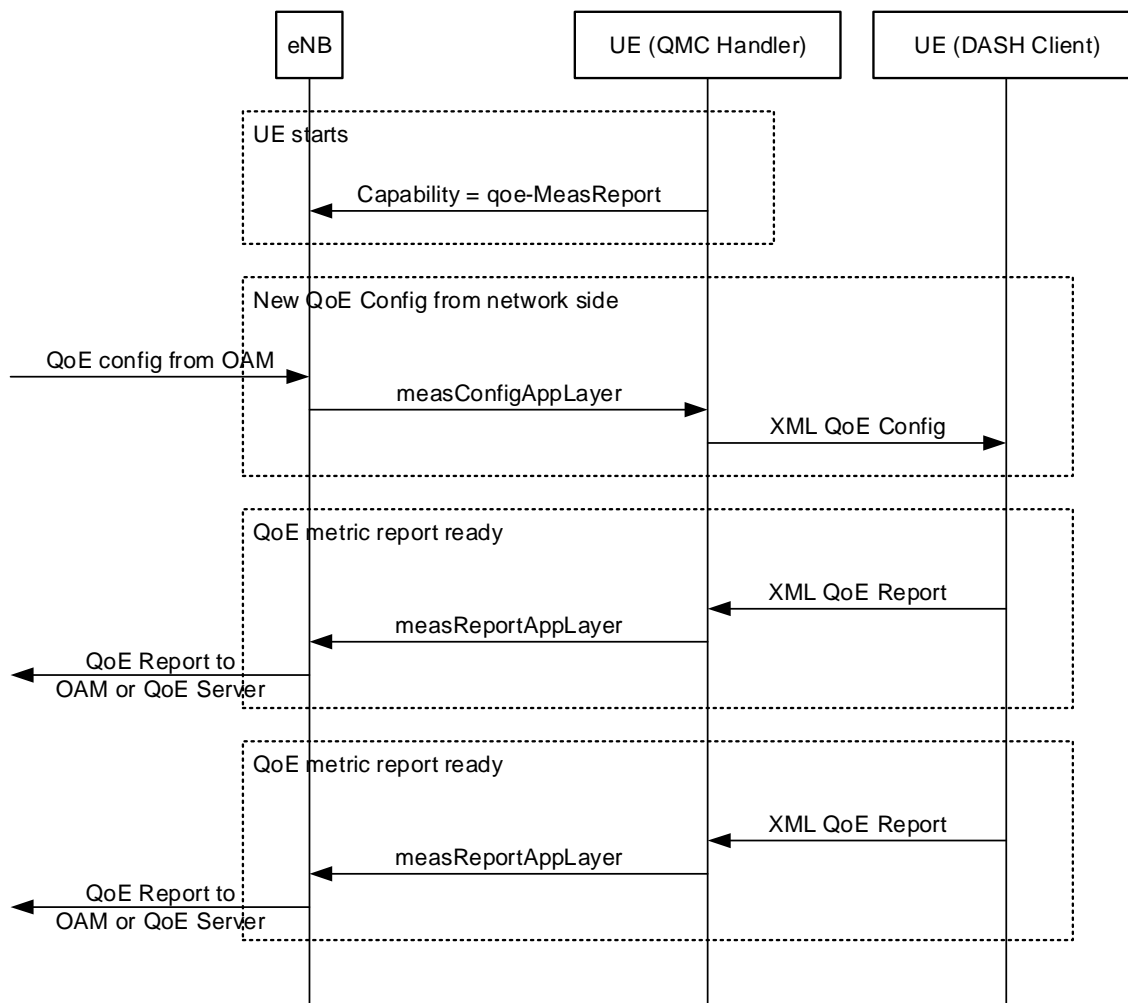 eNB
UE (QMC Handler)
UE (DASH Client)
UE starts
Capability = qoe-MeasReport
New QoE Config from network side
QoE config from OAM
measConfigAppLayer
XML QoE Config
QoE metric report ready
XML QoE Report
measReportAppLayer
QoE Report to
OAM or QoE Server
QoE metric report ready
XML QoE Report
measReportAppLayer
QoE Report to
OAM or QoE Server